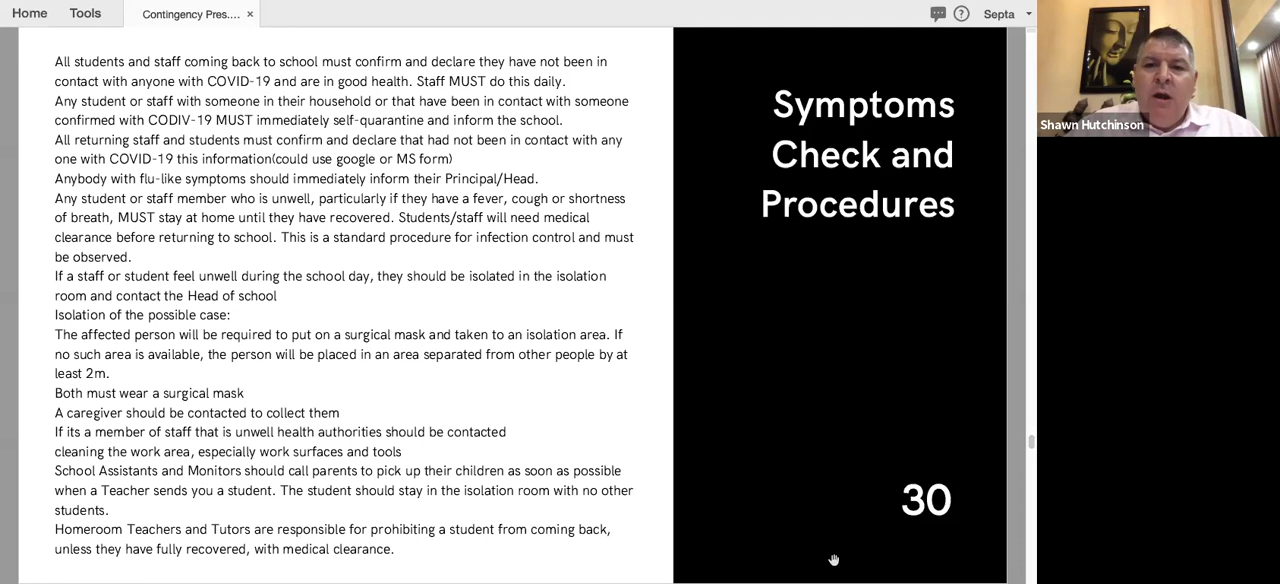 Home Tools Contingency Pres.... × Septa
All students and staff coming back to school must confirm and declare they have not been in
contact with anyone with COVID-19 and are in good health. Staff MUST do this daily.
Any student or staff with someone in their household or that have been in contact with someone
confirmed with CODIV-19 MUST immediately self-quarantine and inform the school.
All returning staff and students must confirm and declare that had not been in contact with any
one with COVID-19 this information(could use google or MS form)
Anybody with flu-like symptoms should immediately inform their Principal/Head.
Any student or staff member who is unwell, particularly if they have a fever, cough or shortness
of breath, MUST stay at home until they have recovered. Students/staff will need medical
clearance before returning to school. This is a standard procedure for infection control and must
be observed.
If a staff or student feel unwell during the school day, they should be isolated in the isolation
room and contact the Head of school
Isolation of the possible case:
The affected person will be required to put on a surgical mask and taken to an isolation area. If
no such area is available, the person will be placed in an area separated from other people by at
least 2m.
Both must wear a surgical mask
A caregiver should be contacted to collect them
If its a member of staff that is unwell health authorities should be contacted
cleaning the work area, especially work surfaces and tools
School Assistants and Monitors should call parents to pick up their children as soon as possible
when a Teacher sends you a student. The student should stay in the isolation room with no other
students.
Homeroom Teachers and Tutors are responsible for prohibiting a student from coming back,
unless they have fully recovered, with medical clearance.
Symptoms
Check and
Procedures
30
Shawn Hutchinson